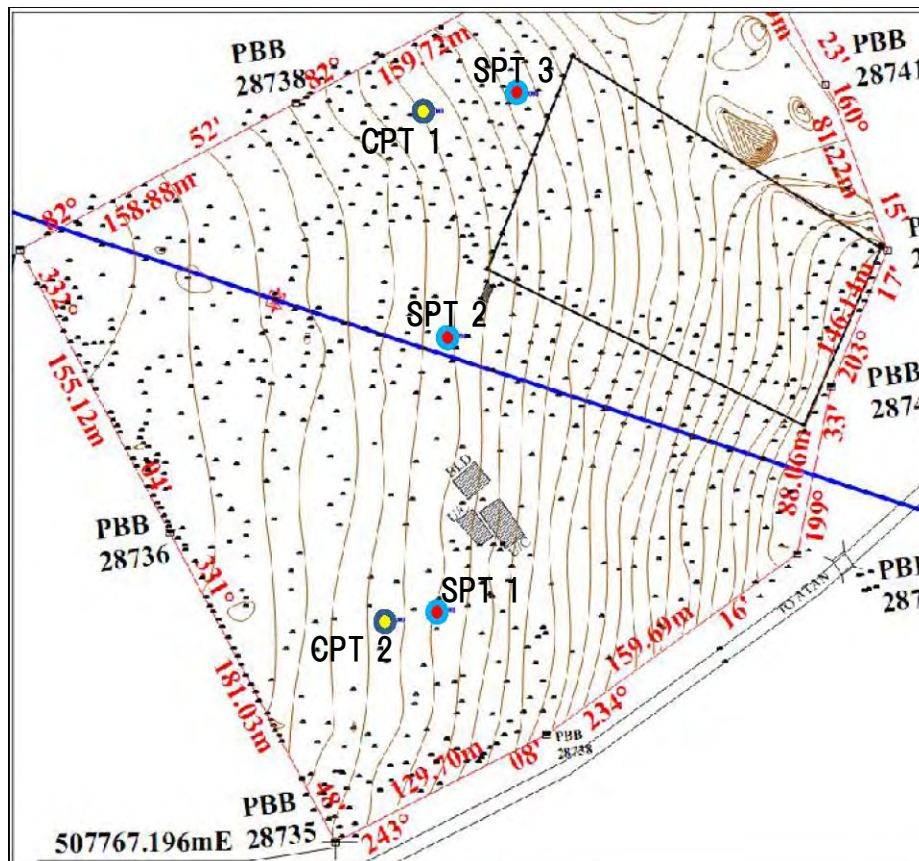 PBB
28738
82°
159.72m
SPT 3
23'
PBB
28741
160°
CPT 1
52'
81.22m
158.88m
82°
15'
17'
332°
146.14m
SPT 2
203°
155.12m
PBB
33'
88.06m
PBB
28736
199°
331°
TO ATAN
SPT 1
16'
CPT 2
159.69m
181.03m
234°
PBB
28738
08'
129.70m
48'
PBB
28735
243°
507767.196mE